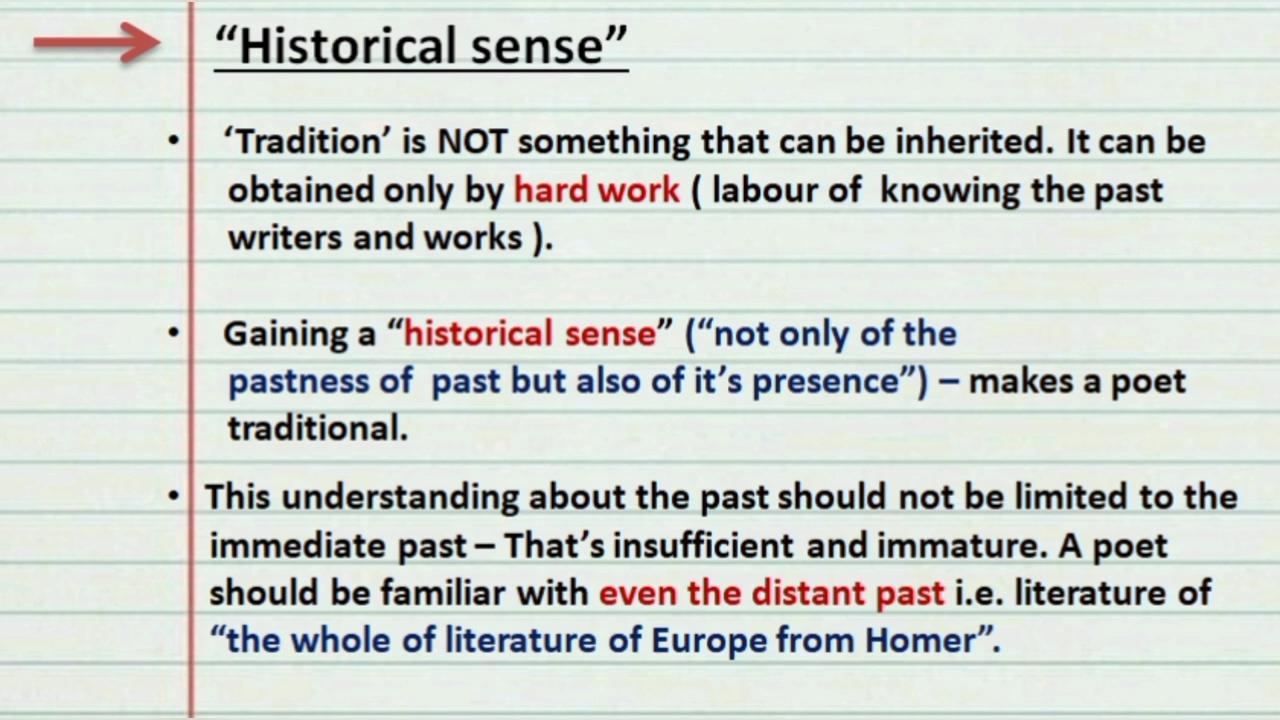 “Historical sense”
• ‘Tradition’ is NOT something that can be inherited. It can be
obtained only by hard work ( labour of knowing the past
writers and works ).
• Gaining a “historical sense” (“not only of the
pastness of past but also of it’s presence”) – makes a poet
traditional.
• This understanding about the past should not be limited to the
immediate past – That’s insufficient and immature. A poet
should be familiar with even the distant past i.e. literature of
“the whole of literature of Europe from Homer”.